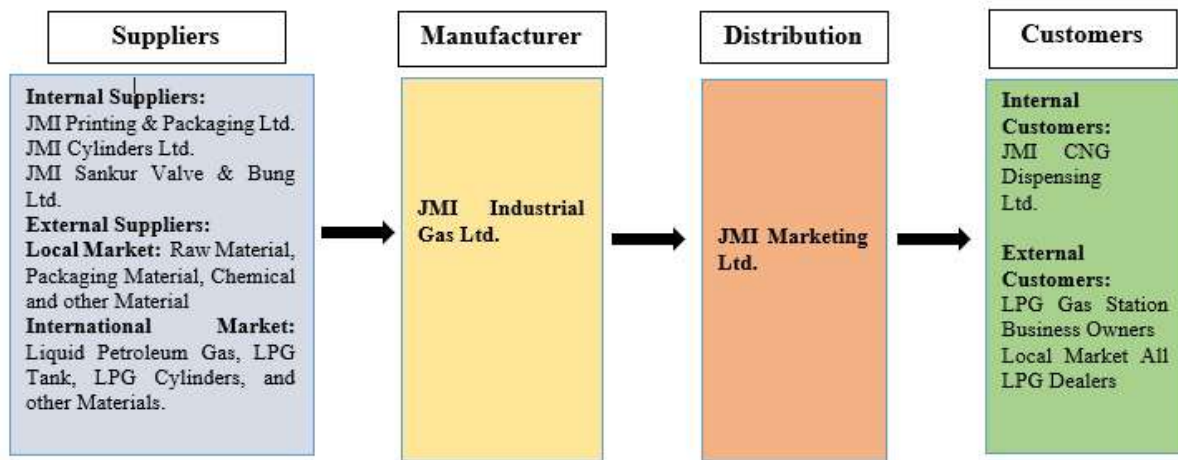 Suppliers
Internal Suppliers:
JMI Printing & Packaging Ltd.
JMI Cylinders Ltd.
JMI Sankur Valve & Bung
Ltd.
External Suppliers:
Local Market: Raw Material,
Packaging Material, Chemical
and other Material
International Market:
Liquid Petroleum Gas, LPG
Tank, LPG Cylinders, and
other Materials.
Manufacturer
JMI Industrial
Gas Ltd.
Distribution
JMI Marketing
Ltd.
Customers
Internal
Customers:
JMI CNG
Dispensing
Ltd.
External
Customers:
LPG Gas Station
Business Owners
Local Market All
LPG Dealers